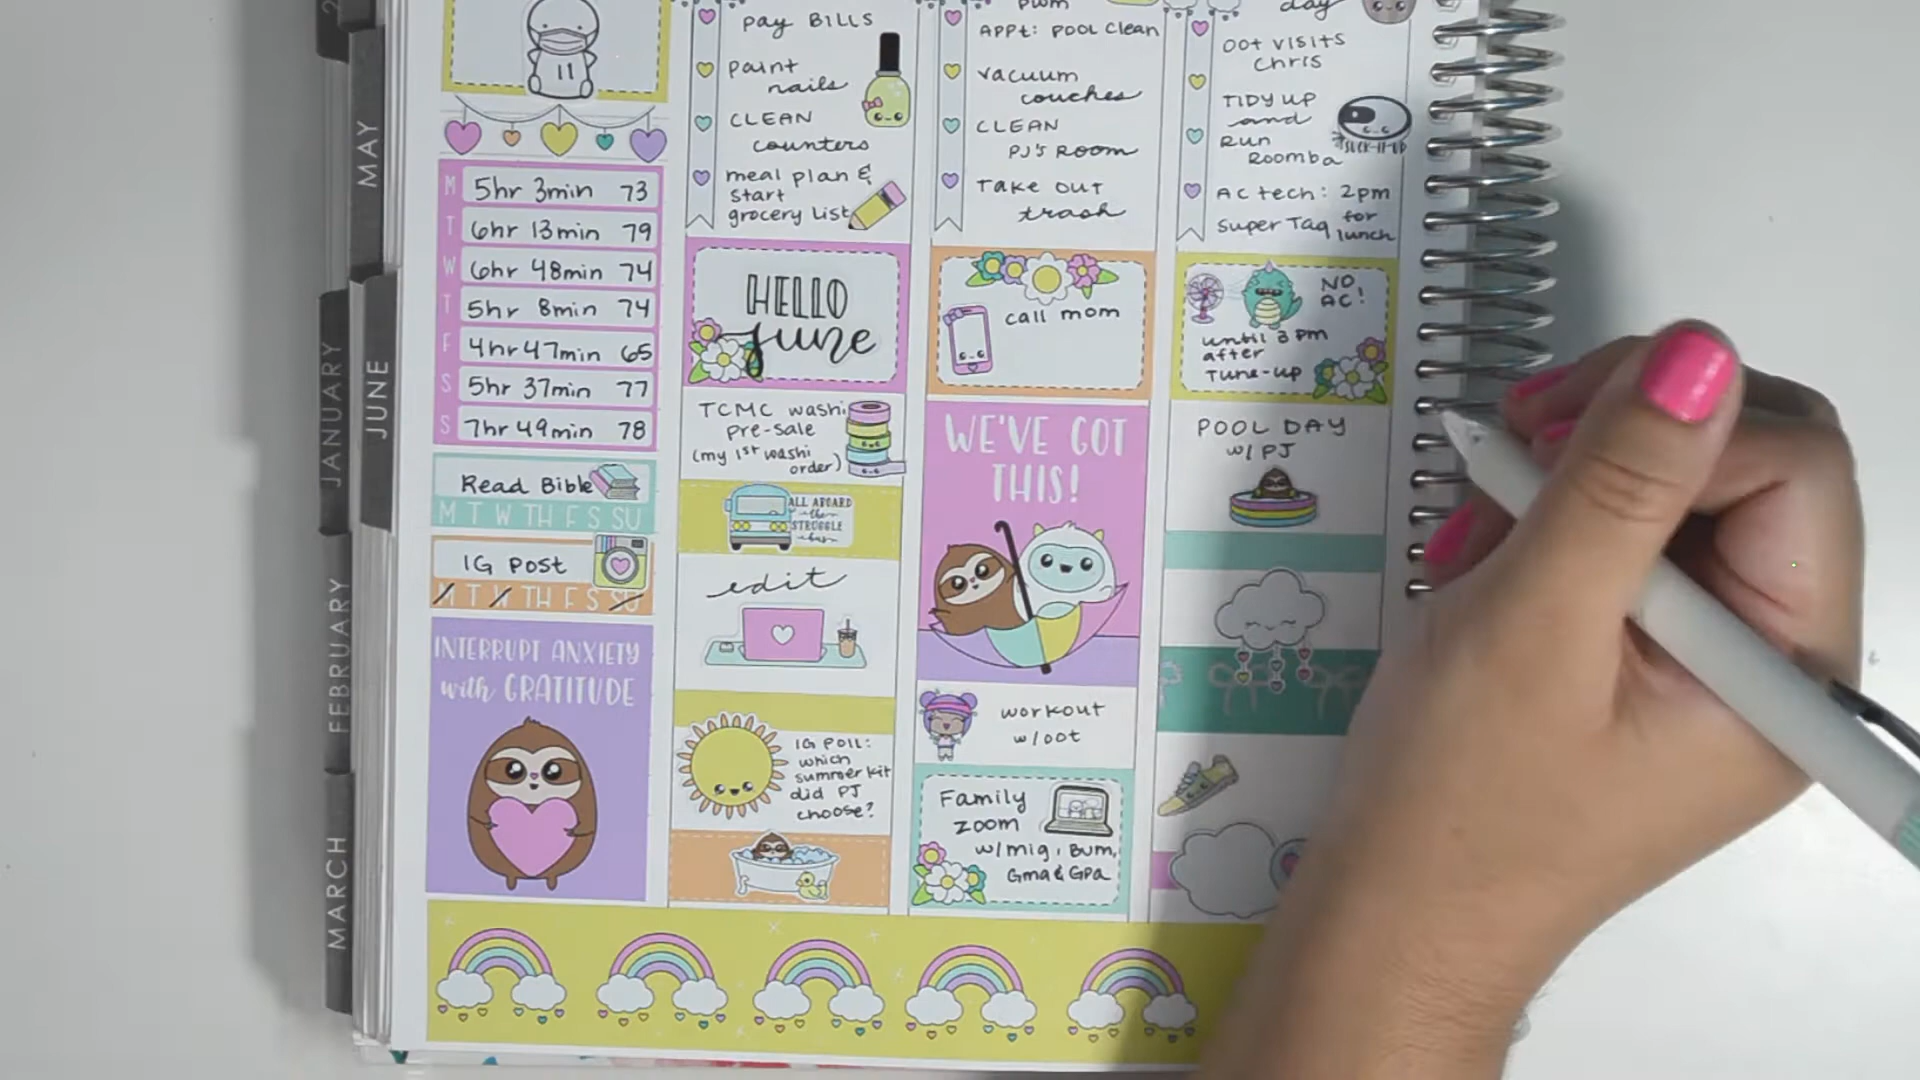 MAY
JUNE
JANUARY
FEBRUARY
MARCH
11
M 5hr 3min 73
T 6hr 13min 79
W 6hr 48min 74
T 5hr 8min 74
F 4hr 47min 65
S 5hr 37min 77
S 7hr 49min 78
Read Bible
M T W TH F S SU
IG POST
M T W TH F S SU
INTERRUPT ANXIETY
with GRATITUDE
pay BILLS
paint
nails
CLEAN
counters
meal plan &
start
grocery List
HELLO
June
TCMC washi
pre-sale
(my 1st washi
order)
ALL ABOARD
the
STRUGGLE
bus
edit
IG POLL:
which
summer kit
did PJ
choose?
APPt: POOL Clean
vacuum
couches
CLEAN
PJ's ROOM
TAKE OUT
trash
call mom
WE'VE GOT
THIS!
workout
w/ OOT
Family
zoom
w/ mig, Bum,
Gma & Gpa
day
OOT VISITS
Chris
TIDY UP
and
Run
Roomba
SUCK-IT-UP
AC tech: 2pm
Super Taq for
lunch
NO
AC!
until 3pm
after
Tune-up
POOL DAY
w/ PJ